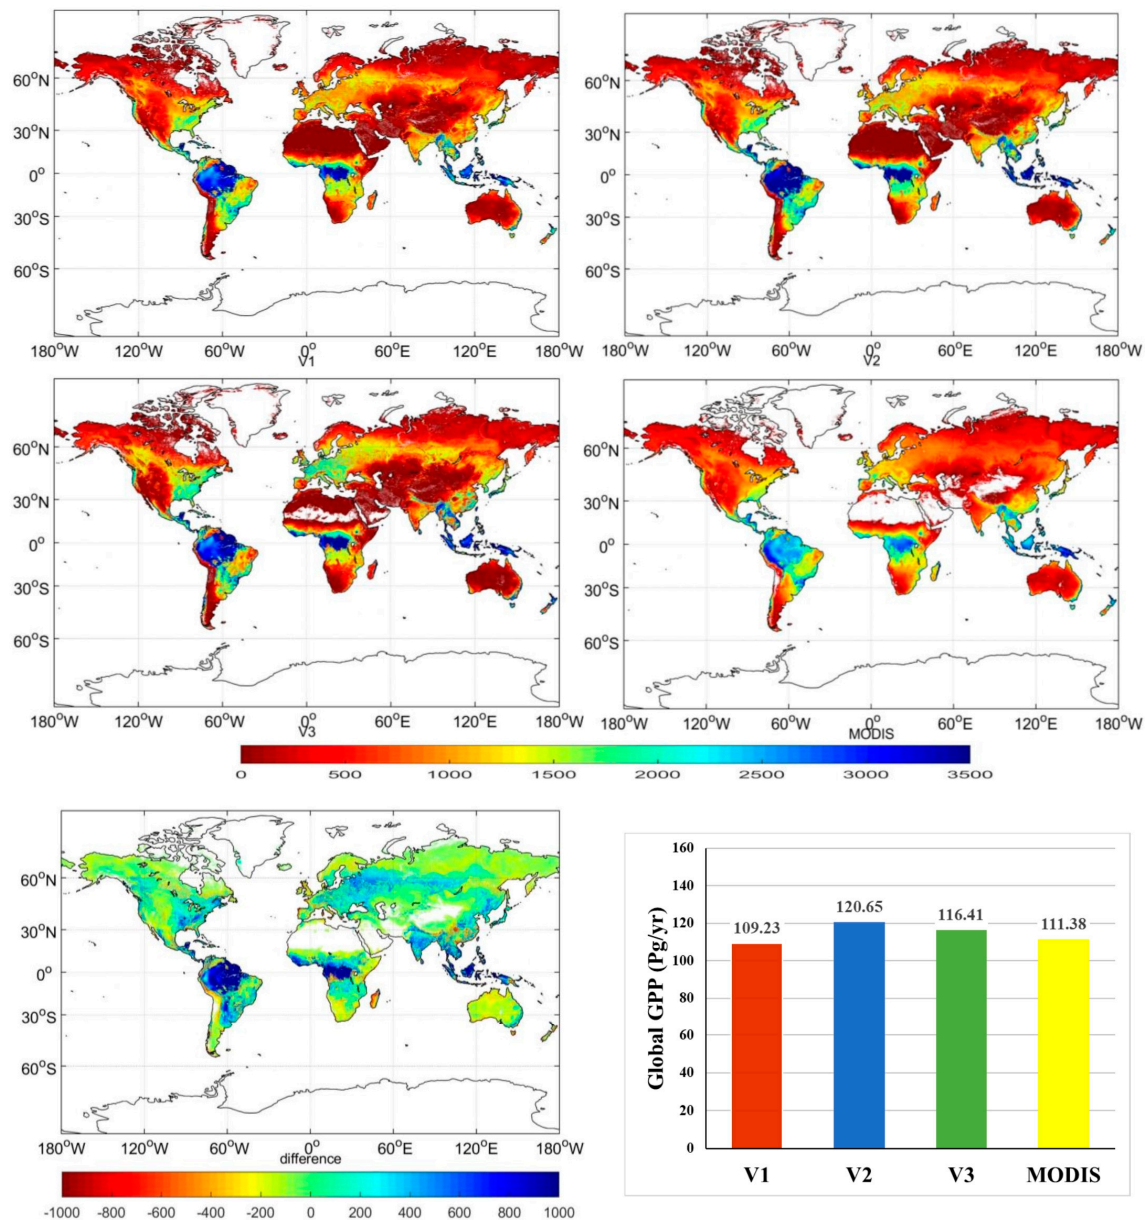 60°N
30°N
0°
30°S
60°S
180°W 120°W 60°W 0° 60°E 120°E 180°W
V1
60°N
30°N
0°
30°S
60°S
180°W 120°W 60°W 0° 60°E 120°E 180°W
V2
60°N
30°N
0°
30°S
60°S
180°W 120°W 60°W 0° 60°E 120°E 180°W
V3
60°N
30°N
0°
30°S
60°S
180°W 120°W 60°W 0° 60°E 120°E 180°W
MODIS
0 500 1000 1500 2000 2500 3000 3500
60°N
30°N
0°
30°S
60°S
180°W 120°W 60°W 0° 60°E 120°E 180°W
difference
-1000 -800 -600 -400 -200 0 200 400 600 800 1000
Global GPP (Pg/yr)
160
140
120
100
80
60
40
20
0
109.23 120.65 116.41 111.38
V1 V2 V3 MODIS